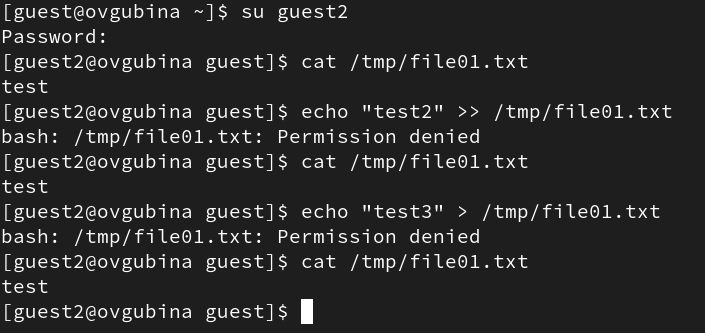 [guest@ovgubina ~]$ su guest2
Password:
[guest2@ovgubina guest]$ cat /tmp/file01.txt
test
[guest2@ovgubina guest]$ echo "test2" >> /tmp/file01.txt
bash: /tmp/file01.txt: Permission denied
[guest2@ovgubina guest]$ cat /tmp/file01.txt
test
[guest2@ovgubina guest]$ echo "test3" > /tmp/file01.txt
bash: /tmp/file01.txt: Permission denied
[guest2@ovgubina guest]$ cat /tmp/file01.txt
test
[guest2@ovgubina guest]$